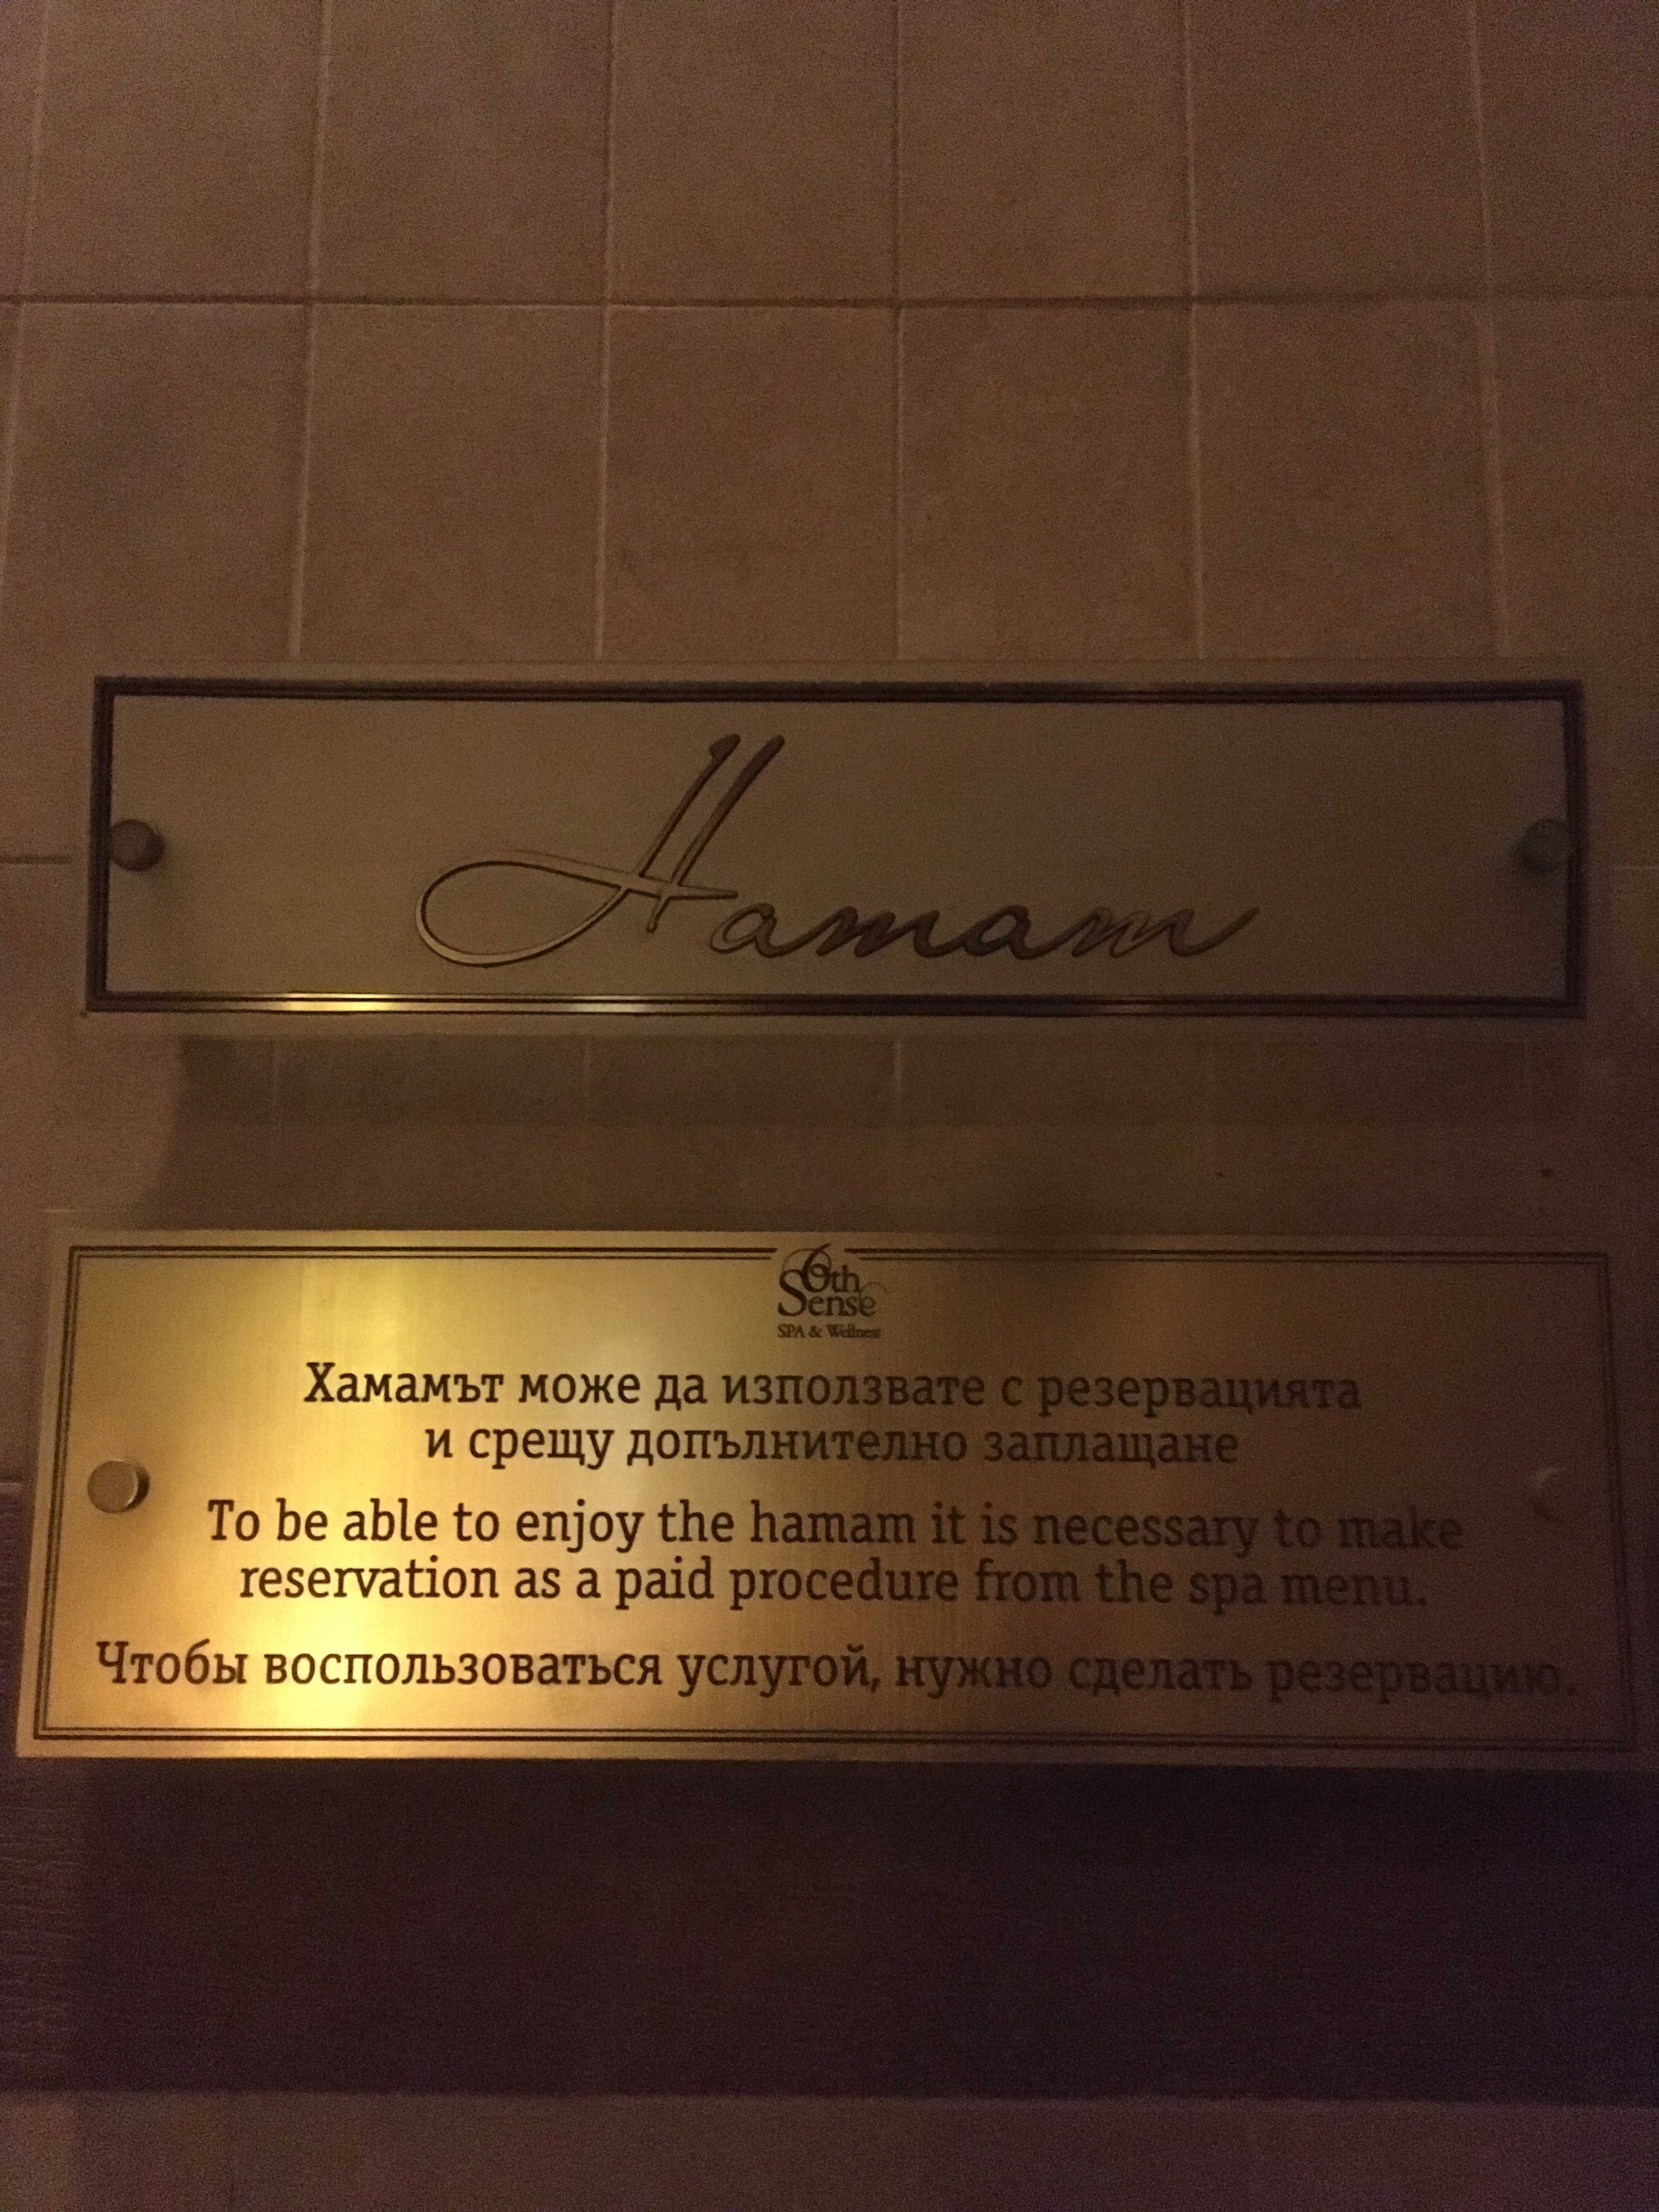 Hamam
6th
Sense
SPA & Wellness
Хамамът може да използвате с резервацията
и срещу допълнително заплащане
To be able to enjoy the hamam it is necessary to make
reservation as a paid procedure from the spa menu.
Чтобы воспользоваться услугой, нужно сделать резервацию.